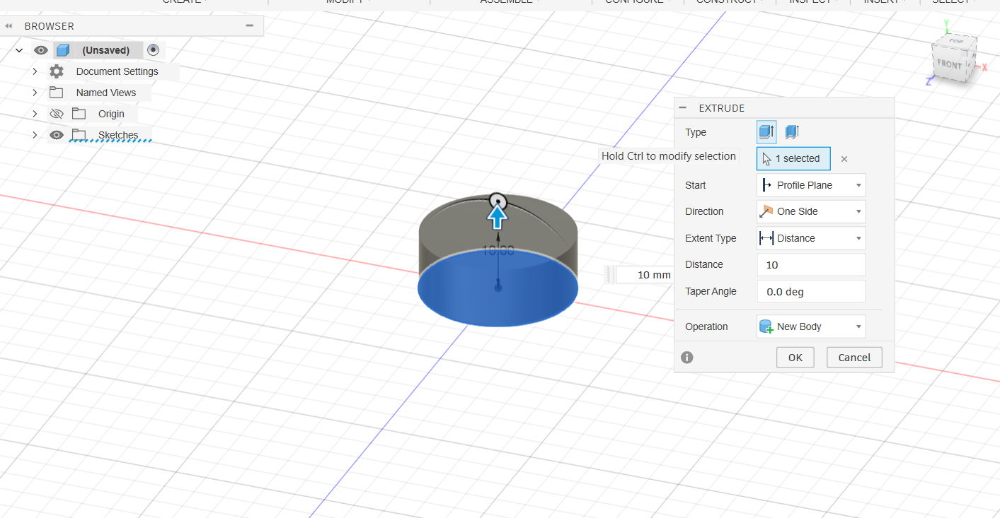 CREATE MODIFY ASSEMBLE CONFIGURE CONSTRUCT INSPECT INSERT SELECT
BROWSER
(Unsaved)
Document Settings
Named Views
Origin
Sketches
Y
TOP
FRONT
X
Z
EXTRUDE
Type
Hold Ctrl to modify selection
1 selected
Start Profile Plane
Direction One Side
Extent Type Distance
10.00
Distance 10
10 mm
Taper Angle 0.0 deg
Operation New Body
OK Cancel